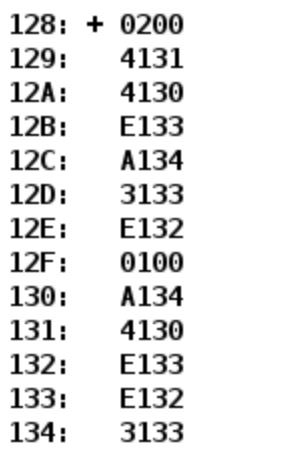 128: + 0200
129: 4131
12A: 4130
12B: E133
12C: A134
12D: 3133
12E: E132
12F: 0100
130: A134
131: 4130
132: E133
133: E132
134: 3133